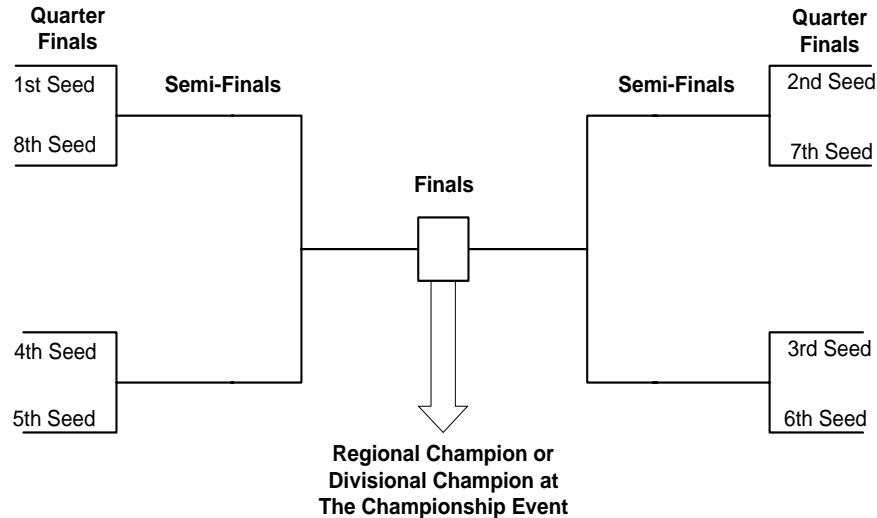 Quarter
Finals
1st Seed
Semi-Finals
8th Seed
4th Seed
5th Seed
Finals
Regional Champion or
Divisional Champion at
The Championship Event
Quarter
Finals
Semi-Finals
2nd Seed
7th Seed
3rd Seed
6th Seed